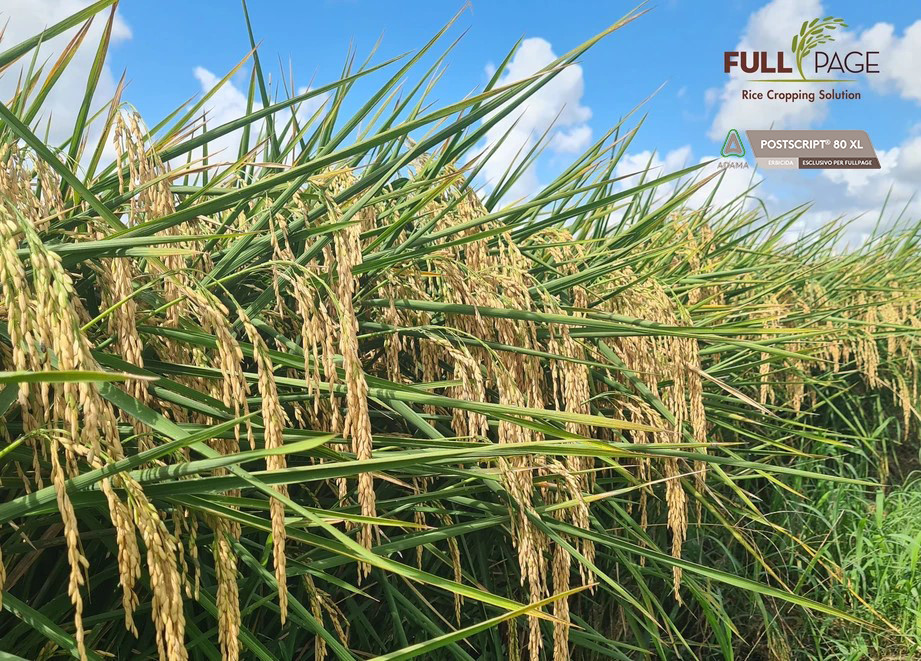 FULL PAGE
Rice Cropping Solution
ADAMA
POSTSCRIPT® 80 XL
ERBICIDA
ESCLUSIVO PER FULLPAGE